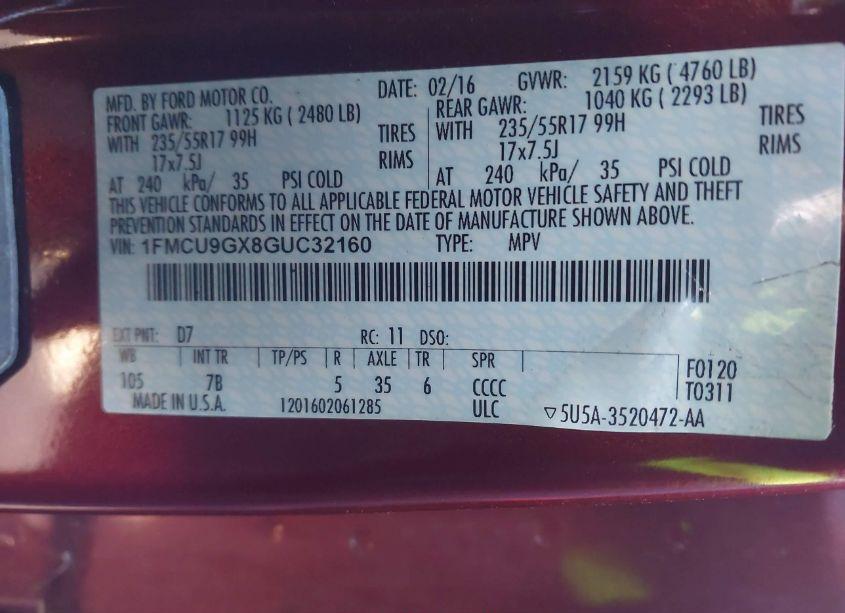 MFD. BY FORD MOTOR CO. DATE: 02/16 GVWR: 2159 KG ( 4760 LB)
FRONT GAWR: 1125 KG ( 2480 LB) REAR GAWR: 1040 KG ( 2293 LB)
WITH 235/55R17 99H TIRES WITH 235/55R17 99H TIRES
17x7.5J RIMS 17x7.5J RIMS
AT 240 kPa/ 35 PSI COLD AT 240 kPa/ 35 PSI COLD
THIS VEHICLE CONFORMS TO ALL APPLICABLE FEDERAL MOTOR VEHICLE SAFETY AND THEFT
PREVENTION STANDARDS IN EFFECT ON THE DATE OF MANUFACTURE SHOWN ABOVE.
VIN: 1FMCU9GX8GUC32160 TYPE: MPV
EXT PNT: D7 RC: 11 DSO:
WB INT TR TP/PS R AXLE TR SPR F0120
105 7B 5 35 6 CCCC T0311
MADE IN U.S.A. 1201602061285 ULC ▽5U5A-3520472-AA